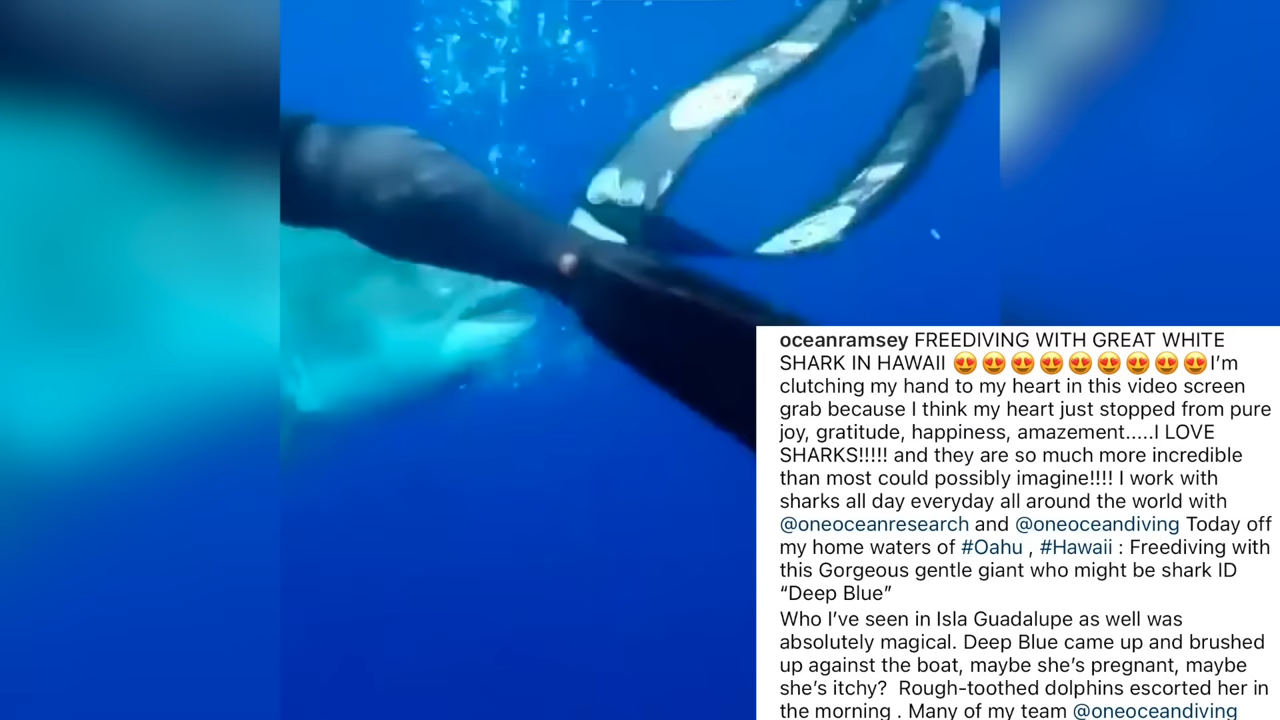 oceanramsey FREEDIVING WITH GREAT WHITE
SHARK IN HAWAII 😍😍😍😍😍😍😍😍😍I’m
clutching my hand to my heart in this video screen
grab because I think my heart just stopped from pure
joy, gratitude, happiness, amazement.....I LOVE
SHARKS!!!!! and they are so much more incredible
than most could possibly imagine!!!! I work with
sharks all day everyday all around the world with
@oneoceanresearch and @oneoceandiving Today off
my home waters of #Oahu , #Hawaii : Freediving with
this Gorgeous gentle giant who might be shark ID
“Deep Blue”
Who I’ve seen in Isla Guadalupe as well was
absolutely magical. Deep Blue came up and brushed
up against the boat, maybe she’s pregnant, maybe
she’s itchy?  Rough-toothed dolphins escorted her in
the morning . Many of my team @oneoceandiving